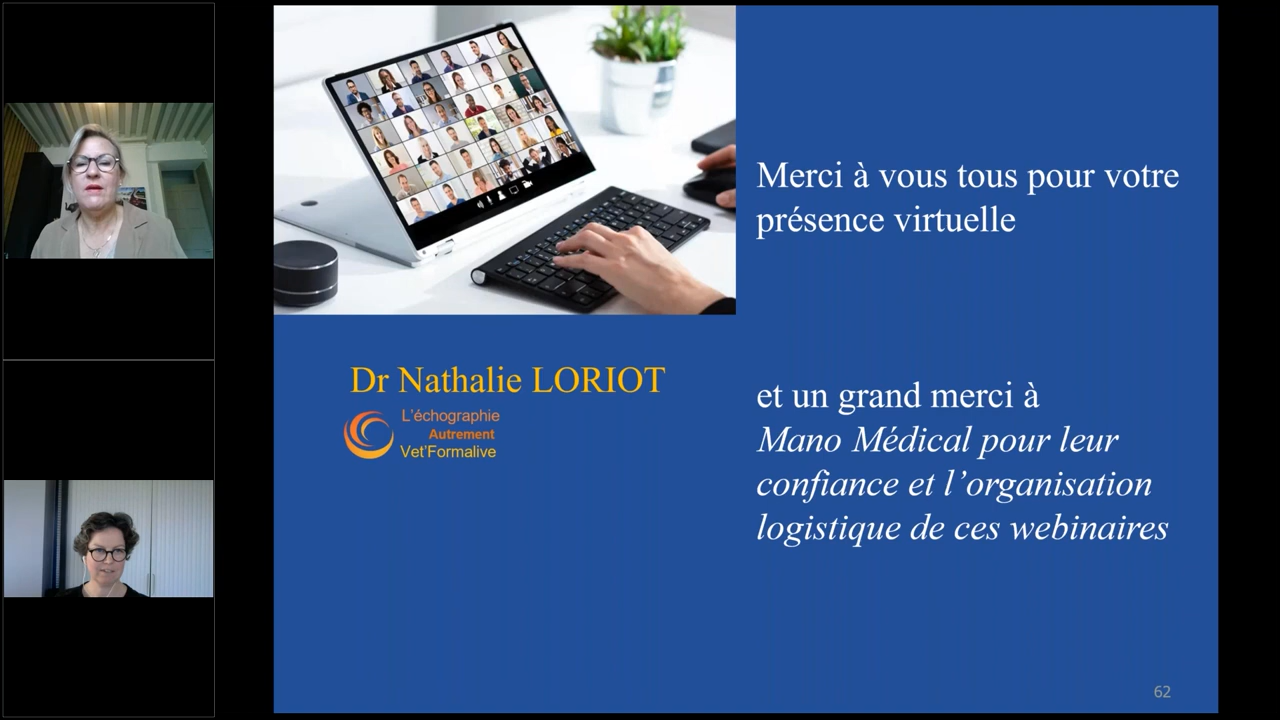 Merci à vous tous pour votre
présence virtuelle
Dr Nathalie LORIOT
L'échographie
Autrement
Vet'Formalive
et un grand merci à
Mano Médical pour leur
confiance et l’organisation
logistique de ces webinaires
62